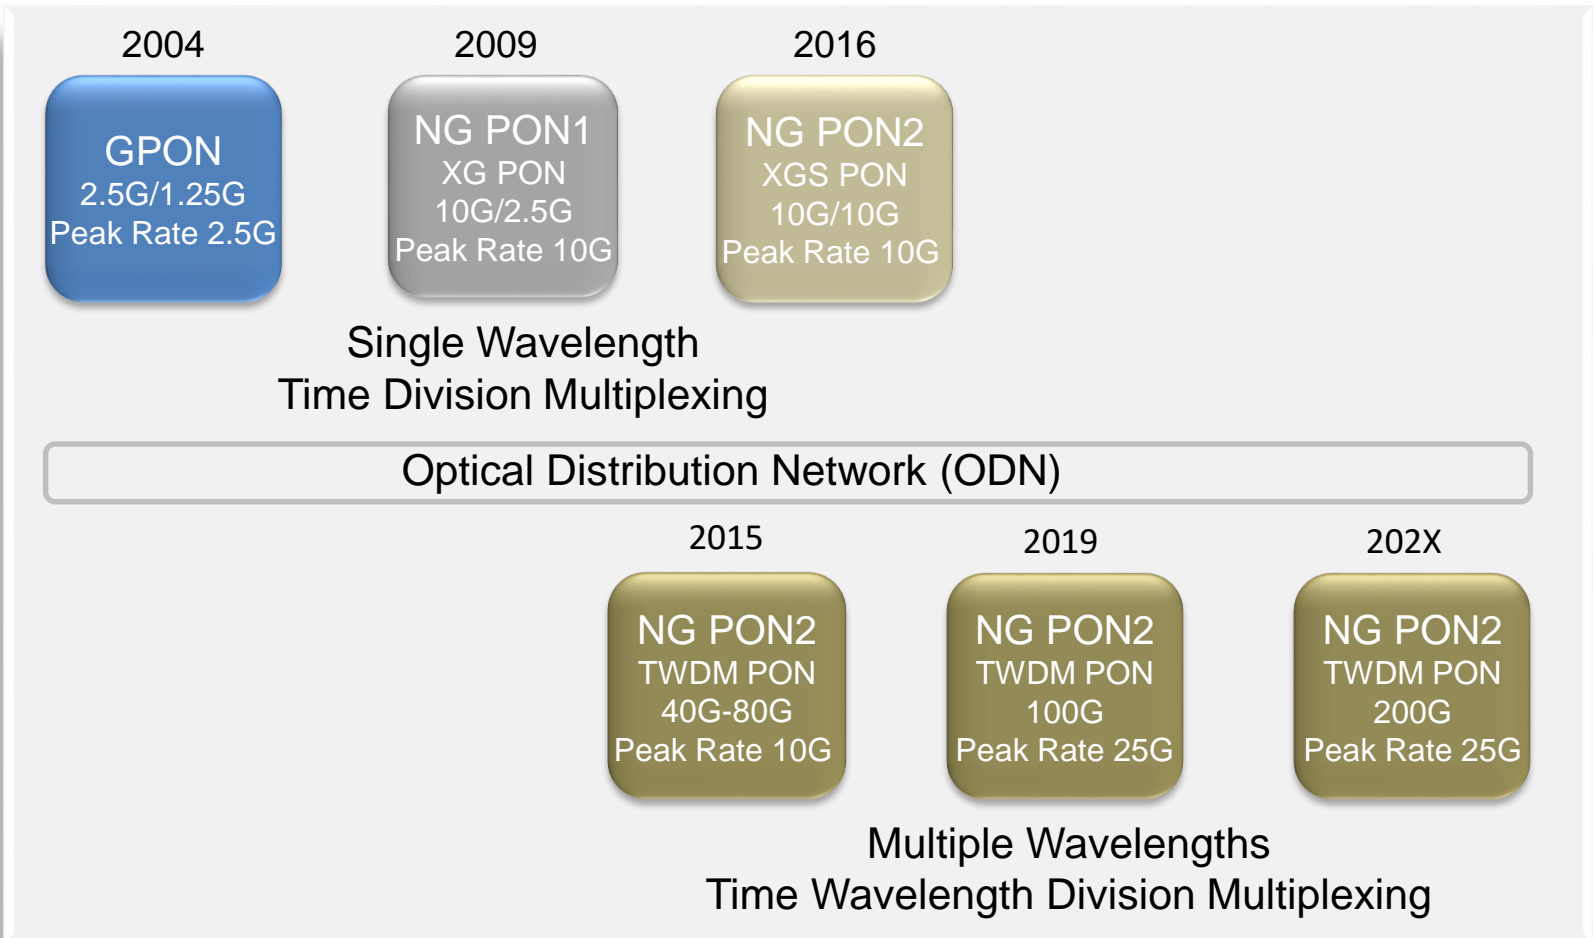 2004
GPON
2.5G/1.25G
Peak Rate 2.5G
2009
NG PON1
XG PON
10G/2.5G
Peak Rate 10G
2016
NG PON2
XGS PON
10G/10G
Peak Rate 10G
Single Wavelength
Time Division Multiplexing
Optical Distribution Network (ODN)
2015
NG PON2
TWDM PON
40G-80G
Peak Rate 10G
2019
NG PON2
TWDM PON
100G
Peak Rate 25G
202X
NG PON2
TWDM PON
200G
Peak Rate 25G
Multiple Wavelengths
Time Wavelength Division Multiplexing